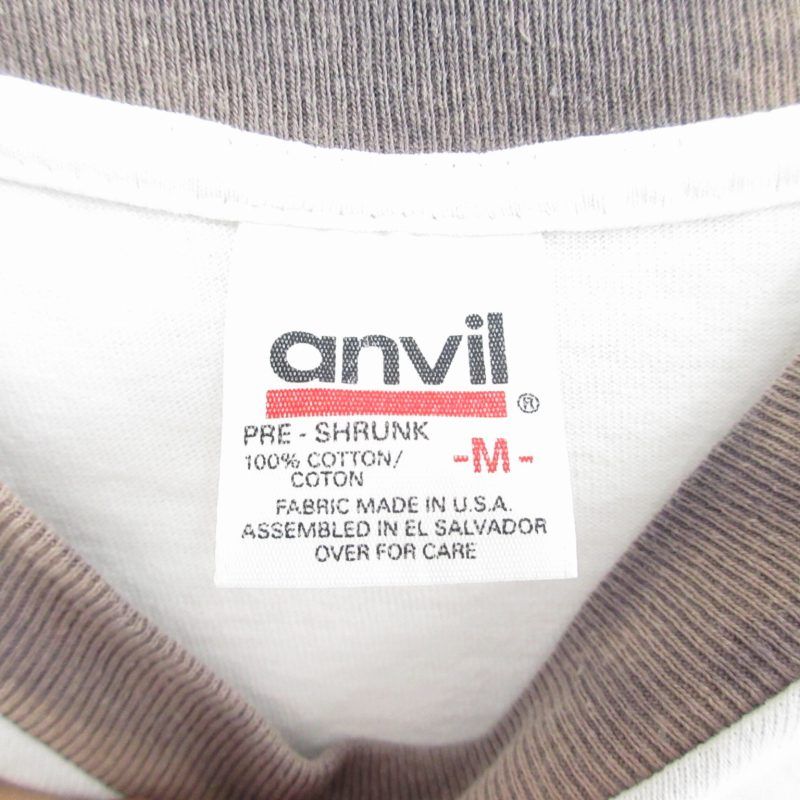 anvil®
PRE - SHRUNK
100% COTTON/
COTON
-M-
FABRIC MADE IN U.S.A.
ASSEMBLED IN EL SALVADOR
OVER FOR CARE